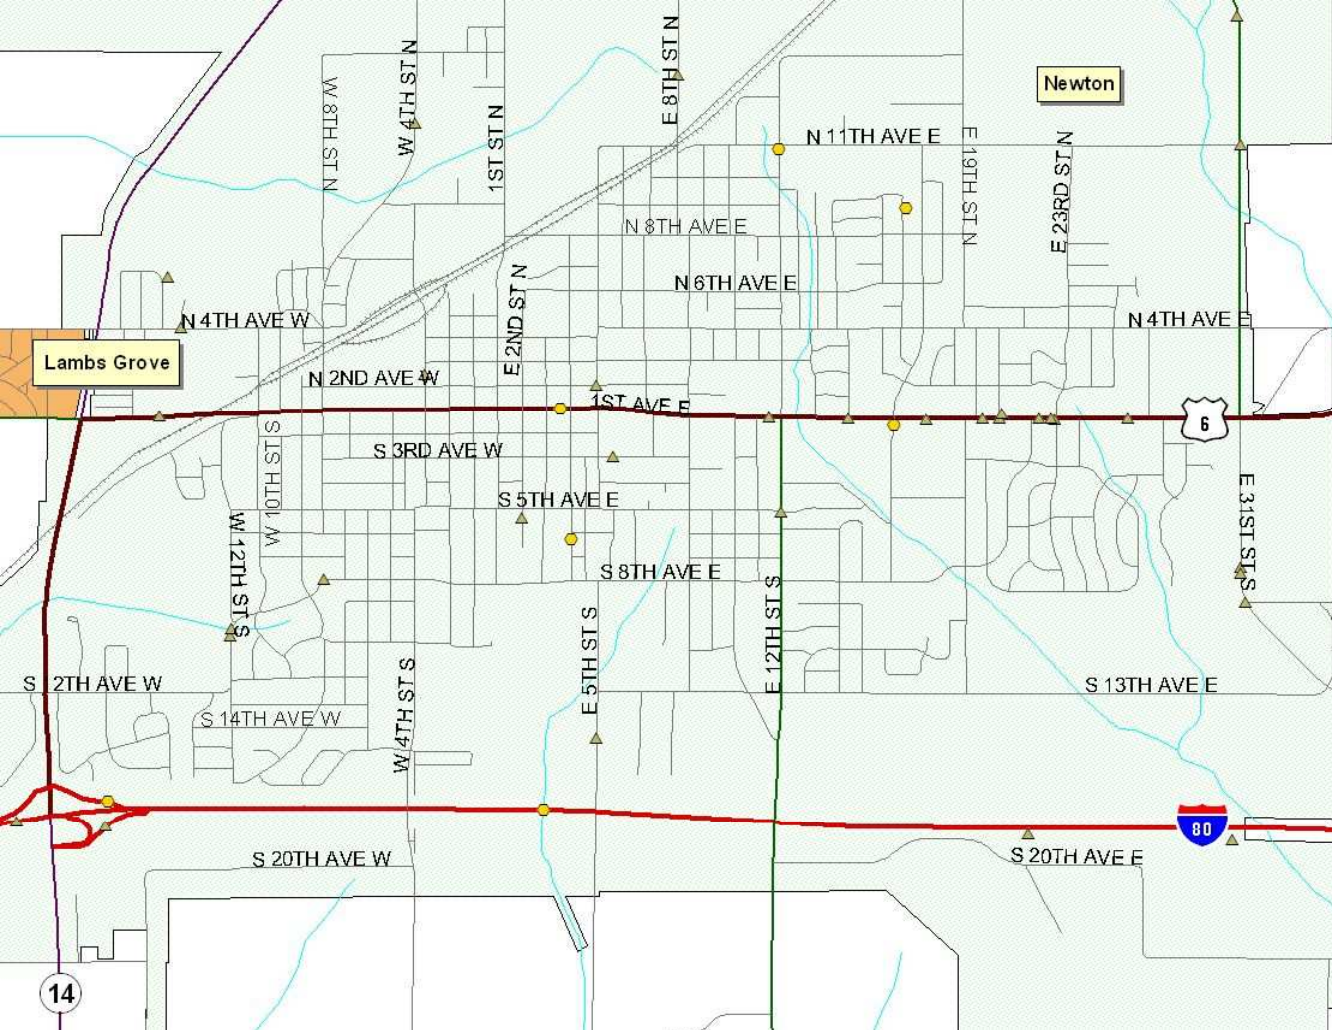 W 8TH ST N
W 4TH ST N
1ST ST N
E 8TH ST N
Newton
N 11TH AVE E
E 19TH ST N
E 23RD ST N
N 8TH AVE E
N 6TH AVE E
E 2ND ST N
N 4TH AVE W
N 4TH AVE E
Lambs Grove
N 2ND AVE W
1ST AVE E
6
W 10TH ST S
S 3RD AVE W
S 5TH AVE E
E 31ST ST S
W 12TH ST S
S 8TH AVE E
E 5TH ST S
E 12TH ST S
S 12TH AVE W
S 13TH AVE E
S 14TH AVE W
W 4TH ST S
80
S 20TH AVE W
S 20TH AVE E
14